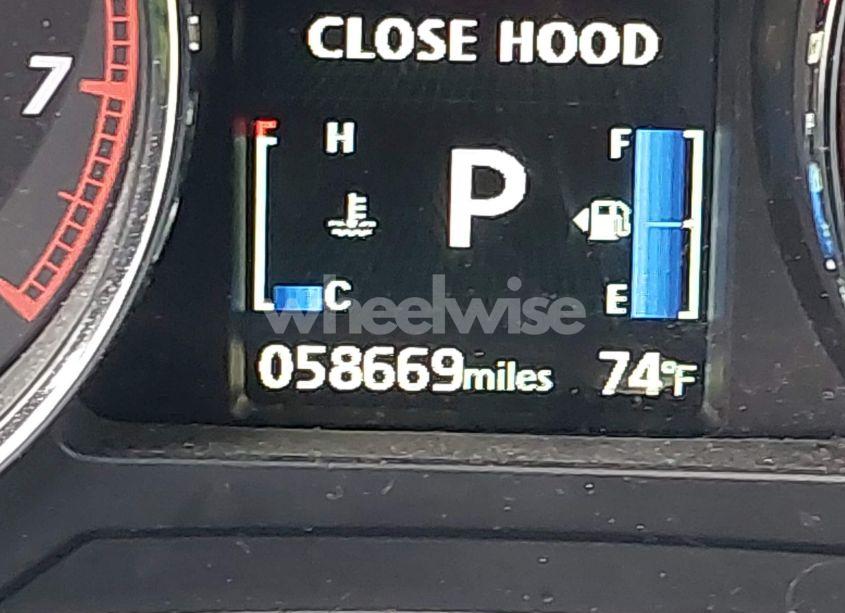 CLOSE HOOD
7
H
P
F
C
E
wheelwise
058669miles 74°F